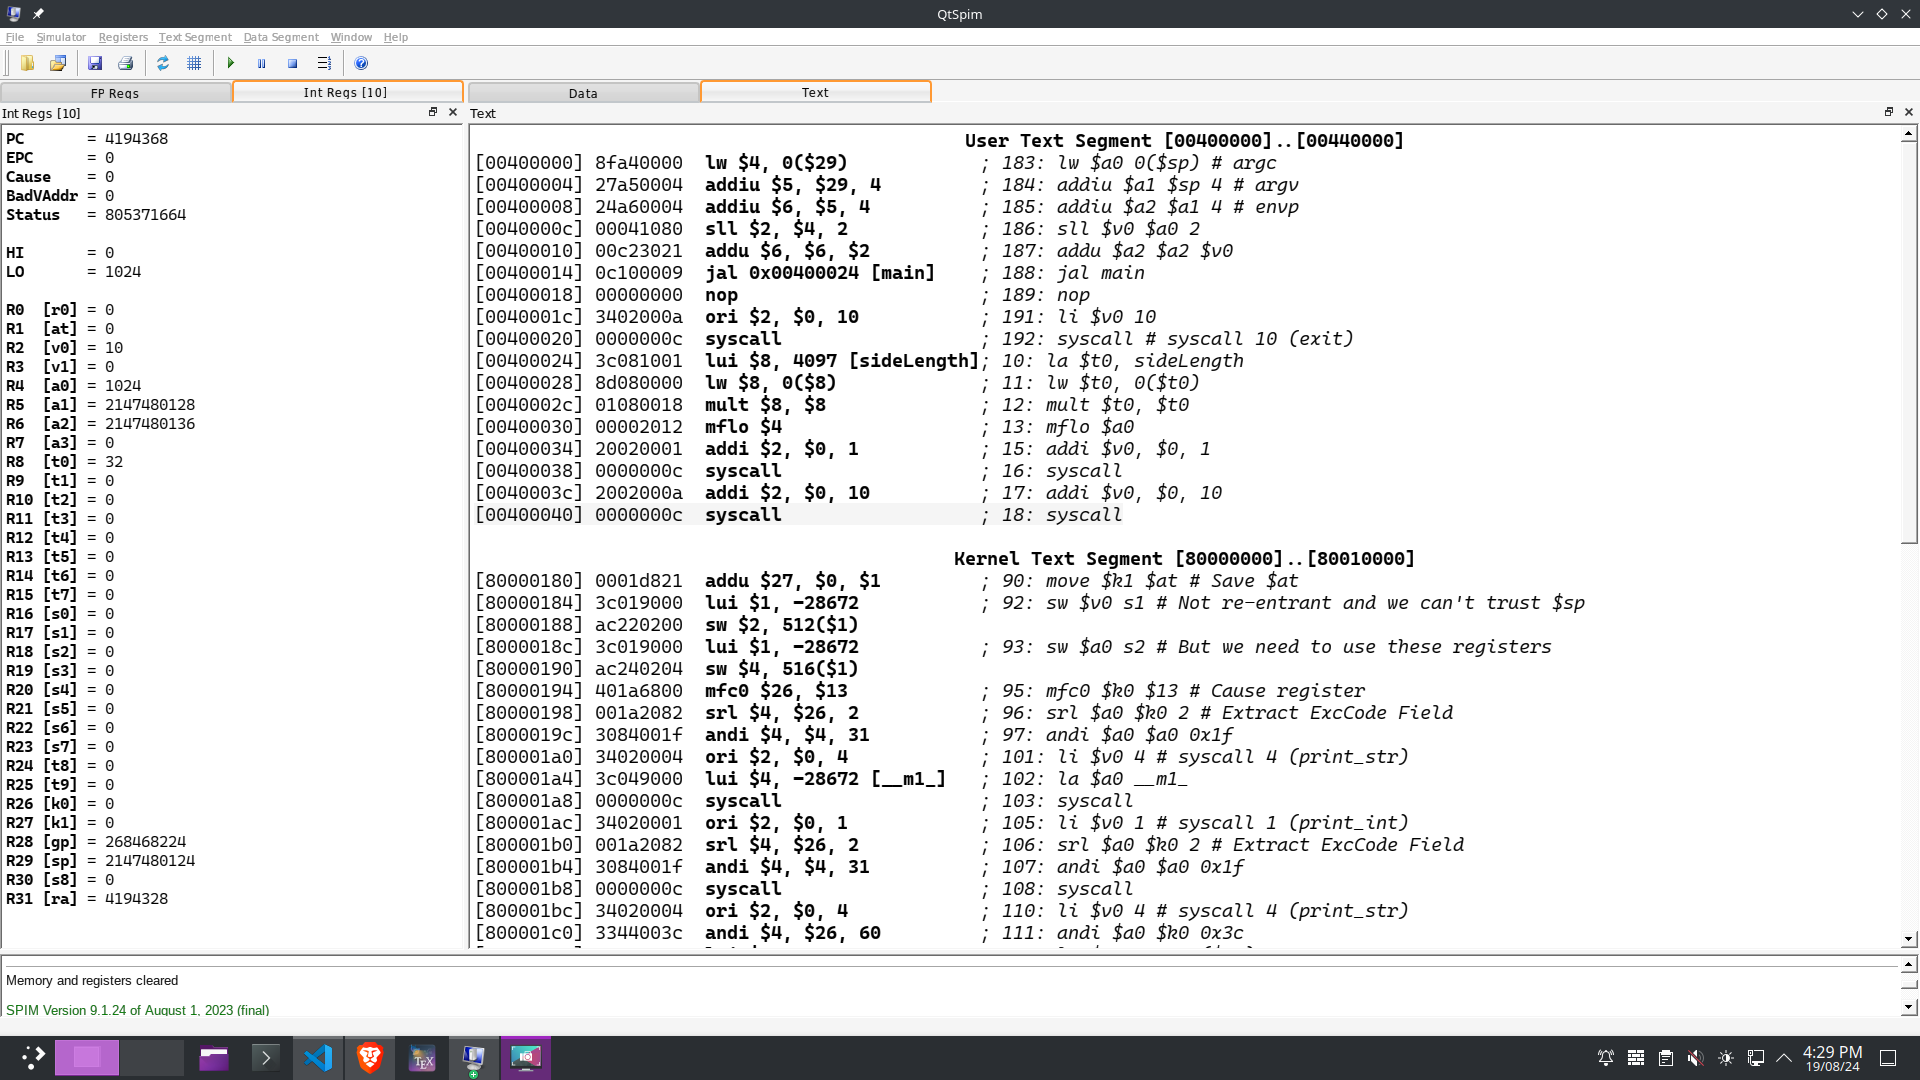 QtSpim
File Simulator Registers Text Segment Data Segment Window Help
FP Regs Int Regs [10] Data Text
Int Regs [10]
PC = 4194368
EPC = 0
Cause = 0
BadVAddr = 0
Status = 805371664
HI = 0
LO = 1024
R0 [r0] = 0
R1 [at] = 0
R2 [v0] = 10
R3 [v1] = 0
R4 [a0] = 1024
R5 [a1] = 2147480128
R6 [a2] = 2147480136
R7 [a3] = 0
R8 [t0] = 32
R9 [t1] = 0
R10 [t2] = 0
R11 [t3] = 0
R12 [t4] = 0
R13 [t5] = 0
R14 [t6] = 0
R15 [t7] = 0
R16 [s0] = 0
R17 [s1] = 0
R18 [s2] = 0
R19 [s3] = 0
R20 [s4] = 0
R21 [s5] = 0
R22 [s6] = 0
R23 [s7] = 0
R24 [t8] = 0
R25 [t9] = 0
R26 [k0] = 0
R27 [k1] = 0
R28 [gp] = 268468224
R29 [sp] = 2147480124
R30 [s8] = 0
R31 [ra] = 4194328
Text
User Text Segment [00400000]..[00440000]
[00400000] 8fa40000 lw $4, 0($29) ; 183: lw $a0 0($sp) # argc
[00400004] 27a50004 addiu $5, $29, 4 ; 184: addiu $a1 $sp 4 # argv
[00400008] 24a60004 addiu $6, $5, 4 ; 185: addiu $a2 $a1 4 # envp
[0040000c] 00041080 sll $2, $4, 2 ; 186: sll $v0 $a0 2
[00400010] 00c23021 addu $6, $6, $2 ; 187: addu $a2 $a2 $v0
[00400014] 0c100009 jal 0x00400024 [main] ; 188: jal main
[00400018] 00000000 nop ; 189: nop
[0040001c] 3402000a ori $2, $0, 10 ; 191: li $v0 10
[00400020] 0000000c syscall ; 192: syscall # syscall 10 (exit)
[00400024] 3c081001 lui $8, 4097 [sideLength]; 10: la $t0, sideLength
[00400028] 8d080000 lw $8, 0($8) ; 11: lw $t0, 0($t0)
[0040002c] 01080018 mult $8, $8 ; 12: mult $t0, $t0
[00400030] 00002012 mflo $4 ; 13: mflo $a0
[00400034] 20020001 addi $2, $0, 1 ; 15: addi $v0, $0, 1
[00400038] 0000000c syscall ; 16: syscall
[0040003c] 2002000a addi $2, $0, 10 ; 17: addi $v0, $0, 10
[00400040] 0000000c syscall ; 18: syscall
Kernel Text Segment [80000000]..[80010000]
[80000180] 0001d821 addu $27, $0, $1 ; 90: move $k1 $at # Save $at
[80000184] 3c019000 lui $1, -28672 ; 92: sw $v0 s1 # Not re-entrant and we can't trust $sp
[80000188] ac220200 sw $2, 512($1)
[8000018c] 3c019000 lui $1, -28672 ; 93: sw $a0 s2 # But we need to use these registers
[80000190] ac240204 sw $4, 516($1)
[80000194] 401a6800 mfc0 $26, $13 ; 95: mfc0 $k0 $13 # Cause register
[80000198] 001a2082 srl $4, $26, 2 ; 96: srl $a0 $k0 2 # Extract ExcCode Field
[8000019c] 3084001f andi $4, $4, 31 ; 97: andi $a0 $a0 0x1f
[800001a0] 34020004 ori $2, $0, 4 ; 101: li $v0 4 # syscall 4 (print_str)
[800001a4] 3c049000 lui $4, -28672 [__m1_] ; 102: la $a0 __m1_
[800001a8] 0000000c syscall ; 103: syscall
[800001ac] 34020001 ori $2, $0, 1 ; 105: li $v0 1 # syscall 1 (print_int)
[800001b0] 001a2082 srl $4, $26, 2 ; 106: srl $a0 $k0 2 # Extract ExcCode Field
[800001b4] 3084001f andi $4, $4, 31 ; 107: andi $a0 $a0 0x1f
[800001b8] 0000000c syscall ; 108: syscall
[800001bc] 34020004 ori $2, $0, 4 ; 110: li $v0 4 # syscall 4 (print_str)
[800001c0] 3344003c andi $4, $26, 60 ; 111: andi $a0 $k0 0x3c
Memory and registers cleared
SPIM Version 9.1.24 of August 1, 2023 (final)
TEX
4:29 PM
19/08/24